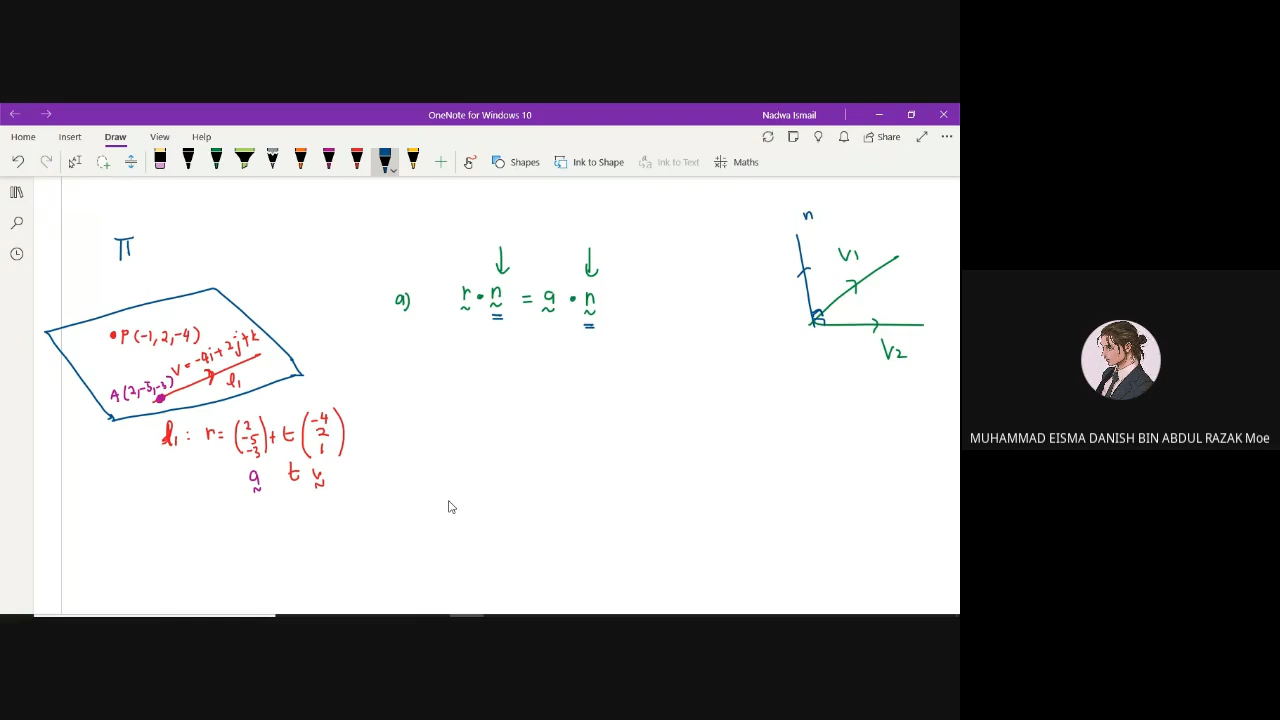 OneNote for Windows 10
Nadwa Ismail
Home Insert Draw View Help
Share
Shapes Ink to Shape Ink to Text Maths
π
a) r · n = a · n
n
V1
V2
P(-1, 2, -4)
V = -4i + 2j + k
A(2, -5, -3)
l₁
l₁ : r = (2 -5 -3) + t (-4 2 1)
a t v
MUHAMMAD EISMA DANISH BIN ABDUL RAZAK Moe